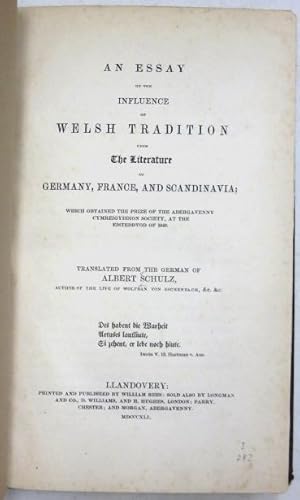 AN ESSAY
ON THE
INFLUENCE
OF
WELSH TRADITION
UPON
The Literature
OF
GERMANY, FRANCE, AND SCANDINAVIA;
WHICH OBTAINED THE PRIZE OF THE ABERGAVENNY
CYMREIGYDDION SOCIETY, AT THE
EISTEDDVOD OF 1840.
TRANSLATED FROM THE GERMAN OF
ALBERT SCHULZ,
AUTHOR OF THE LIFE OF WOLFRAM VON ESCHENBACH, &c. &c.
Des habent die Warheit
Si jehent, er lebe noch hiute.
LLANDOVERY:
PRINTED AND PUBLISHED BY WILLIAM REES: SOLD ALSO BY LONGMAN
AND CO., D. WILLIAMS, AND H. HUGHES, LONDON: PARRY,
CHESTER; AND MORGAN, ABERGAVENNY.
MDCCCXLI.